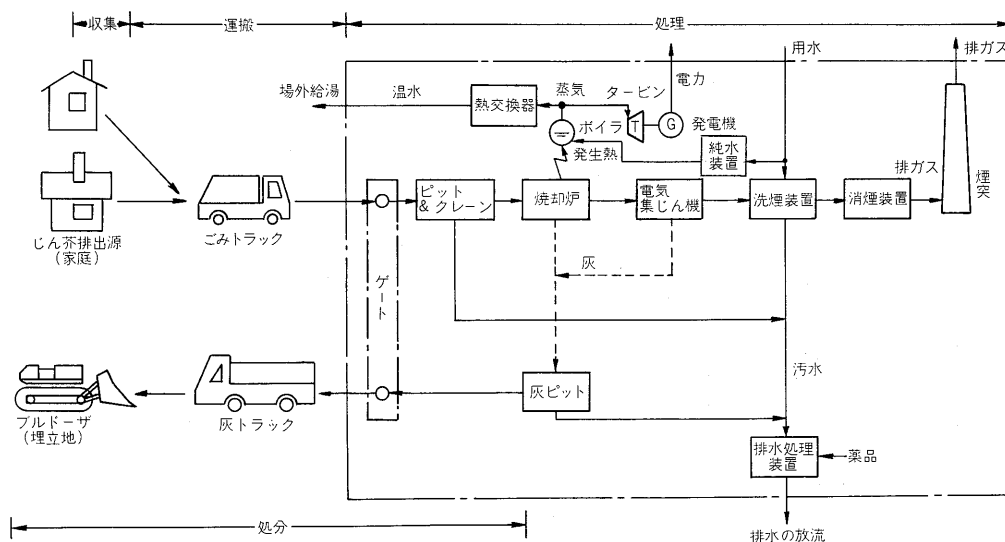 収集
運搬
処理
用水
排ガス
電力
蒸気
タービン
場外給湯
温水
熱交換器
ボイラ
T
G
発電機
発生熱
純水
装置
排ガス
煙突
ピット
&クレーン
焼却炉
電気
集じん機
洗煙装置
消煙装置
じん芥排出源
(家庭)
ごみトラック
灰
ゲート
汚水
灰ピット
ブルドーザ
(埋立地)
灰トラック
排水処理
装置
薬品
処分
排水の放流